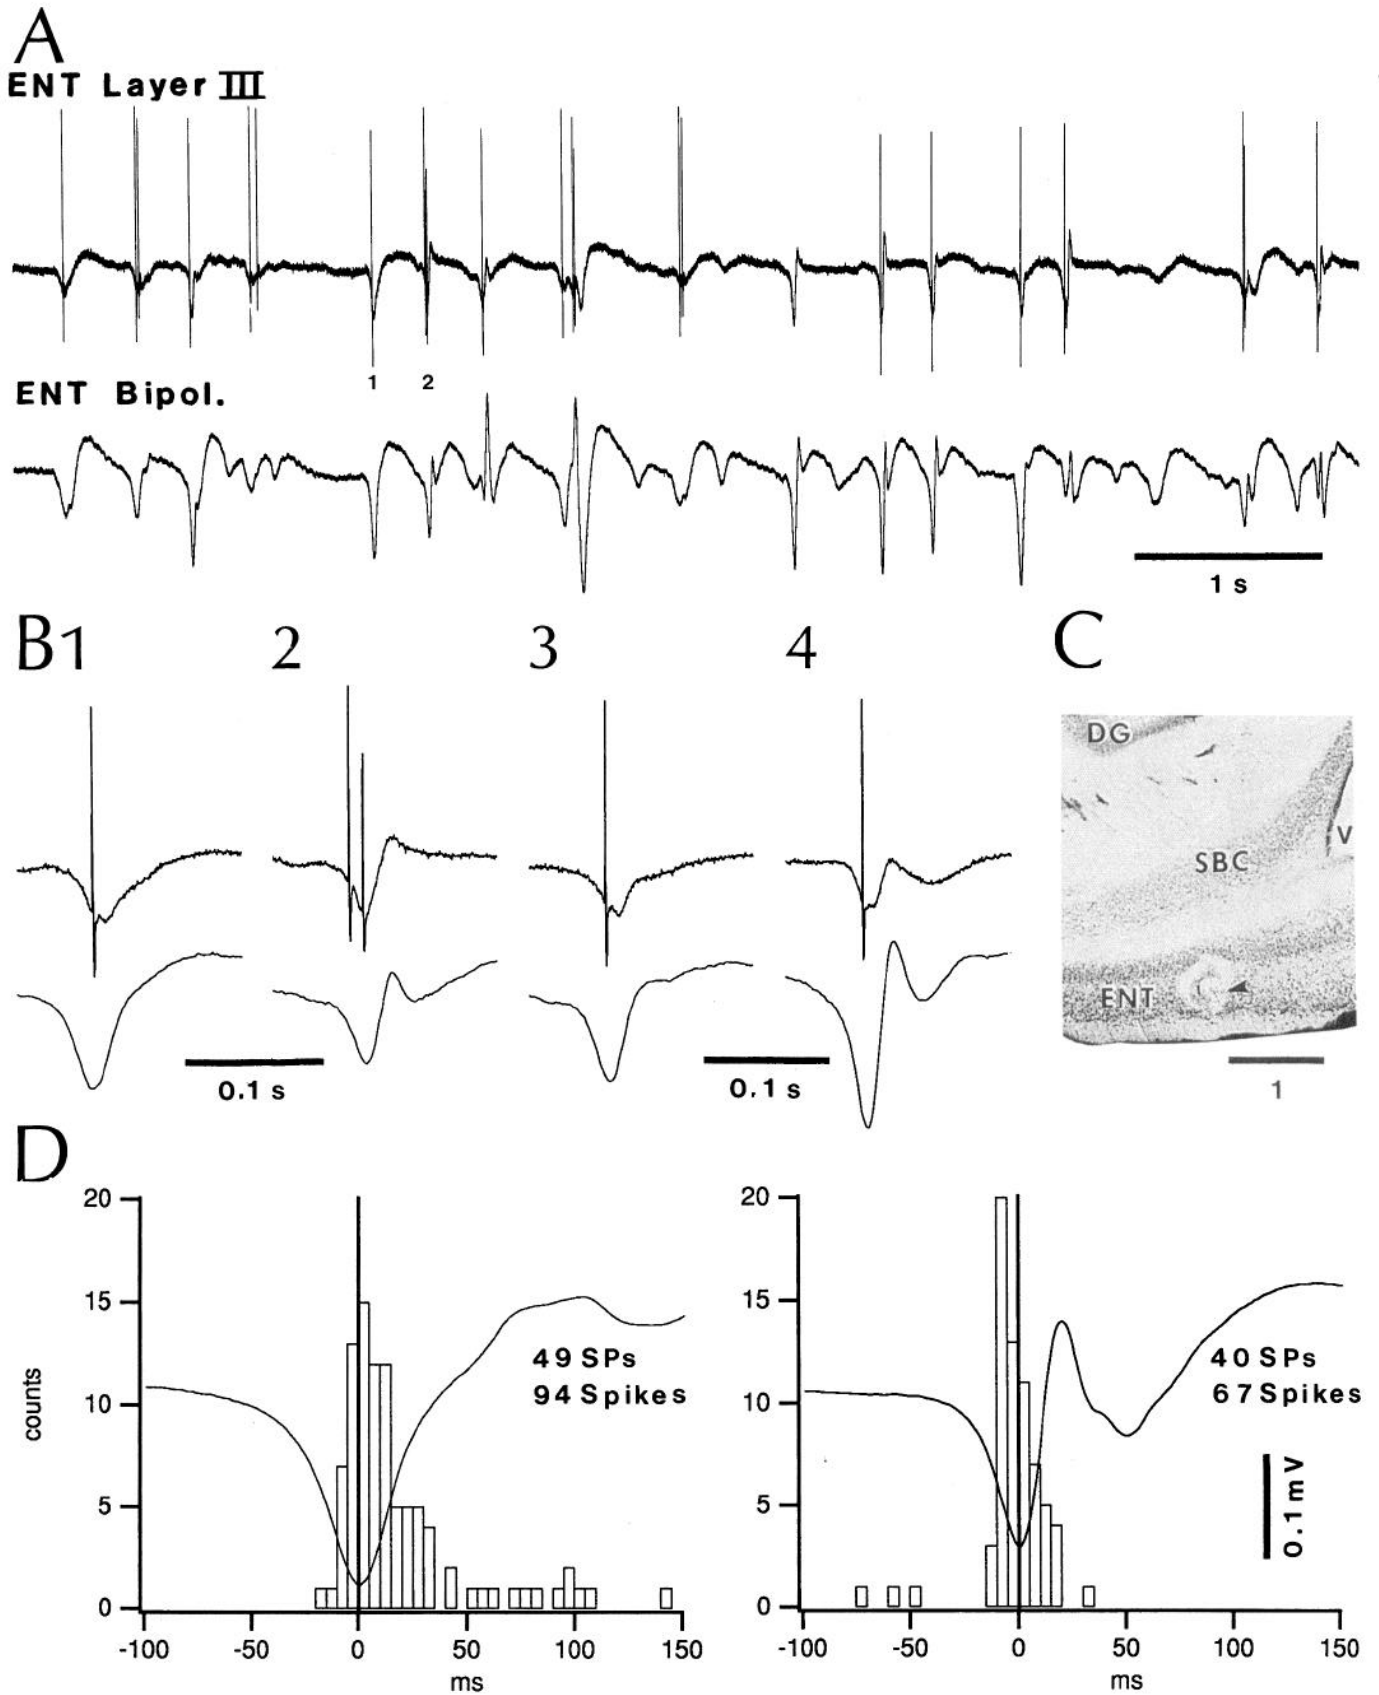 A
ENT Layer III
1 2
ENT Bipol.
1 s
B1 2 3 4 C
DG
V
SBC
ENT
0.1 s 0.1 s 1
D
20
15
10
5
0
counts
49 SPs
94 Spikes
-100 -50 0 50 100 150
ms
20
15
10
5
0
40 SPs
67 Spikes
0.1 mV
-100 -50 0 50 100 150
ms